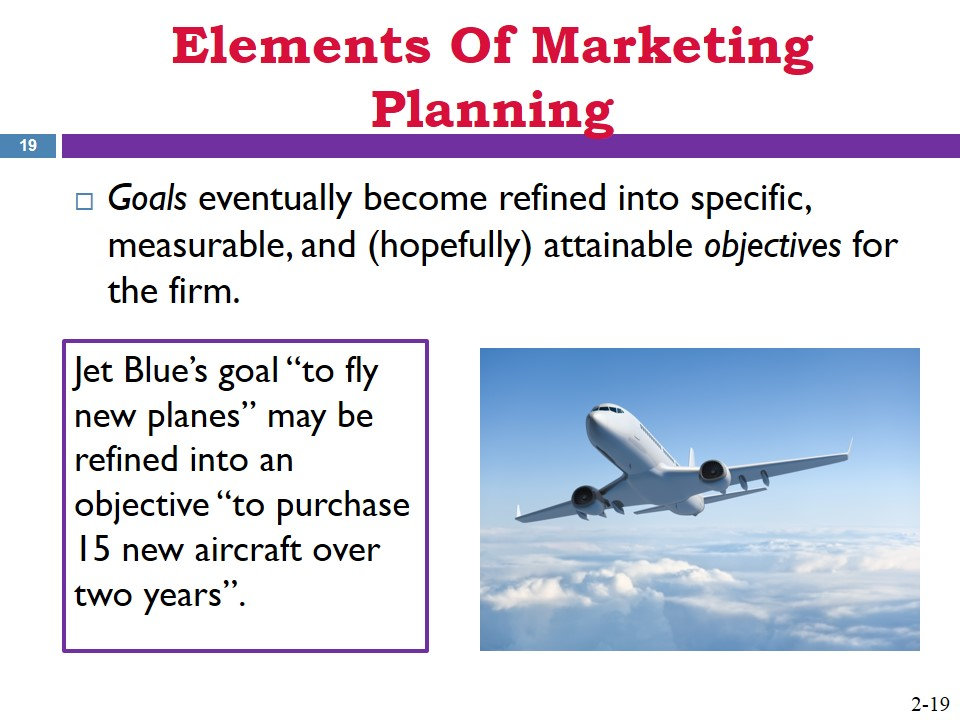 Elements Of Marketing
Planning
19
Goals eventually become refined into specific,
measurable, and (hopefully) attainable objectives for
the firm.
Jet Blue’s goal “to fly
new planes” may be
refined into an
objective “to purchase
15 new aircraft over
two years”.
2-19